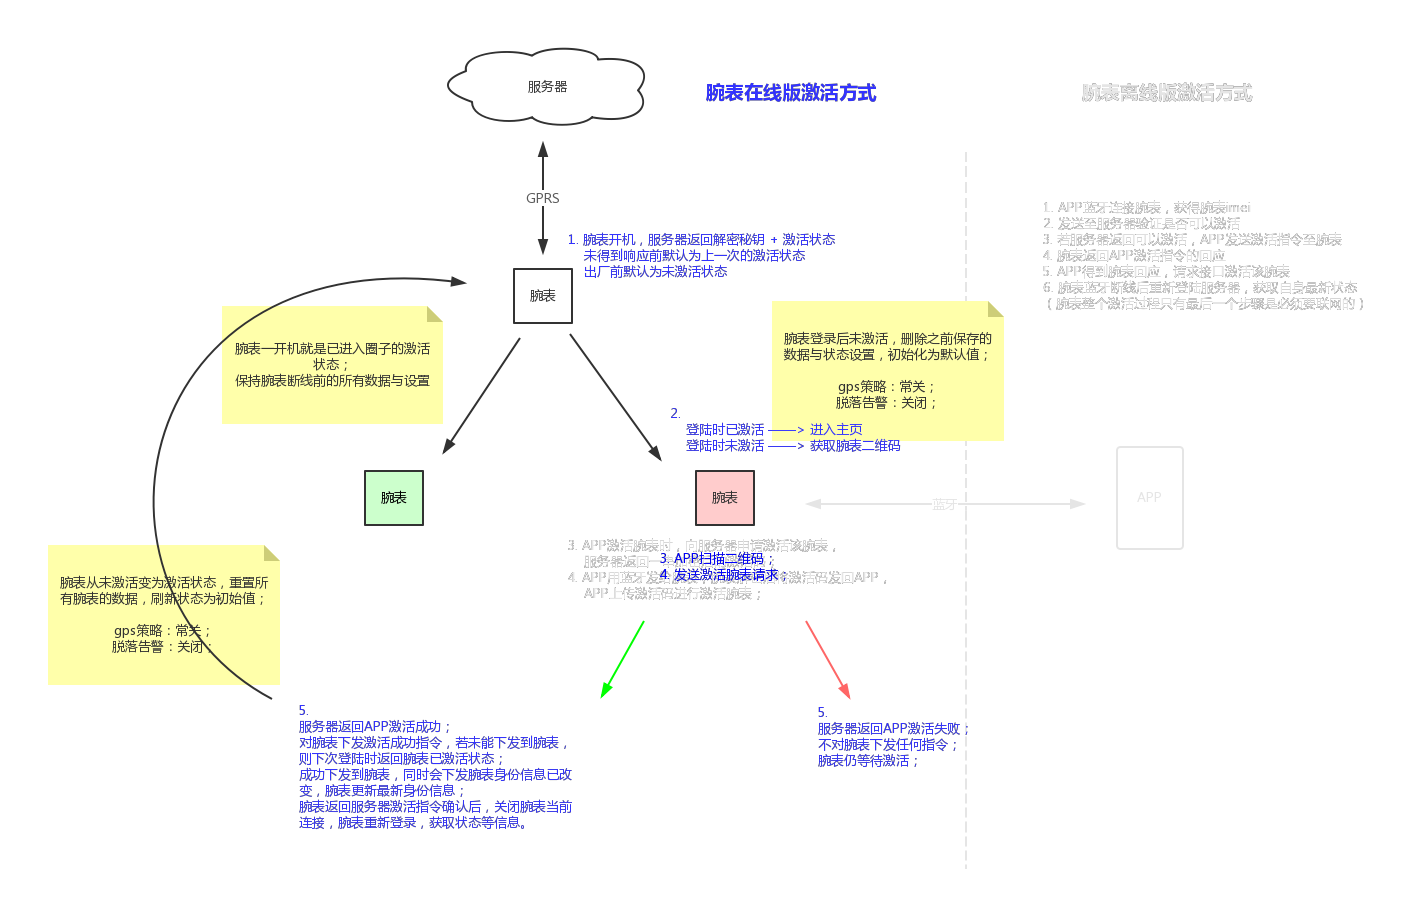 服务器
腕表在线版激活方式
腕表离线版激活方式
GPRS
1. 腕表开机，服务器返回解密秘钥 + 激活状态
未得到响应前默认为上一次的激活状态
出厂前默认为未激活状态
1. APP蓝牙连接腕表，获得腕表imei
2. 发送至服务器验证是否可以激活
3. 若服务器返回可以激活，APP发送激活指令至腕表
4. 腕表返回APP激活指令的回应
5. APP得到腕表回应，请求接口激活该腕表
6. 腕表蓝牙断线后重新登陆服务器，获取自身最新状态
（腕表整个激活过程只有最后一个步骤是必须要联网的）
腕表
腕表一开机就是已进入圈子的激活
状态；
保持腕表断线前的所有数据与设置
腕表登录后未激活，删除之前保存的
数据与状态设置，初始化为默认值；
gps策略：常关；
脱落告警：关闭；
2.
登陆时已激活 ——> 进入主页
登陆时未激活 ——> 获取腕表二维码
腕表
腕表
蓝牙
APP
3. APP激活腕表时，向服务器申请激活该腕表，
服务器返回一
3. APP扫描二维码；
4. APP用蓝牙发
激活码发回APP，
4. 发送激活腕表请求；
APP上传激活码进行激活腕表；
腕表从未激活变为激活状态，重置所
有腕表的数据，刷新状态为初始值；
gps策略：常关；
脱落告警：关闭；
5.
服务器返回APP激活成功；
对腕表下发激活成功指令，若未能下发到腕表，
则下次登陆时返回腕表已激活状态；
成功下发到腕表，同时会下发腕表身份信息已改
变，腕表更新最新身份信息；
腕表返回服务器激活指令确认后，关闭腕表当前
连接，腕表重新登录，获取状态等信息。
5.
服务器返回APP激活失败；
不对腕表下发任何指令；
腕表仍等待激活；